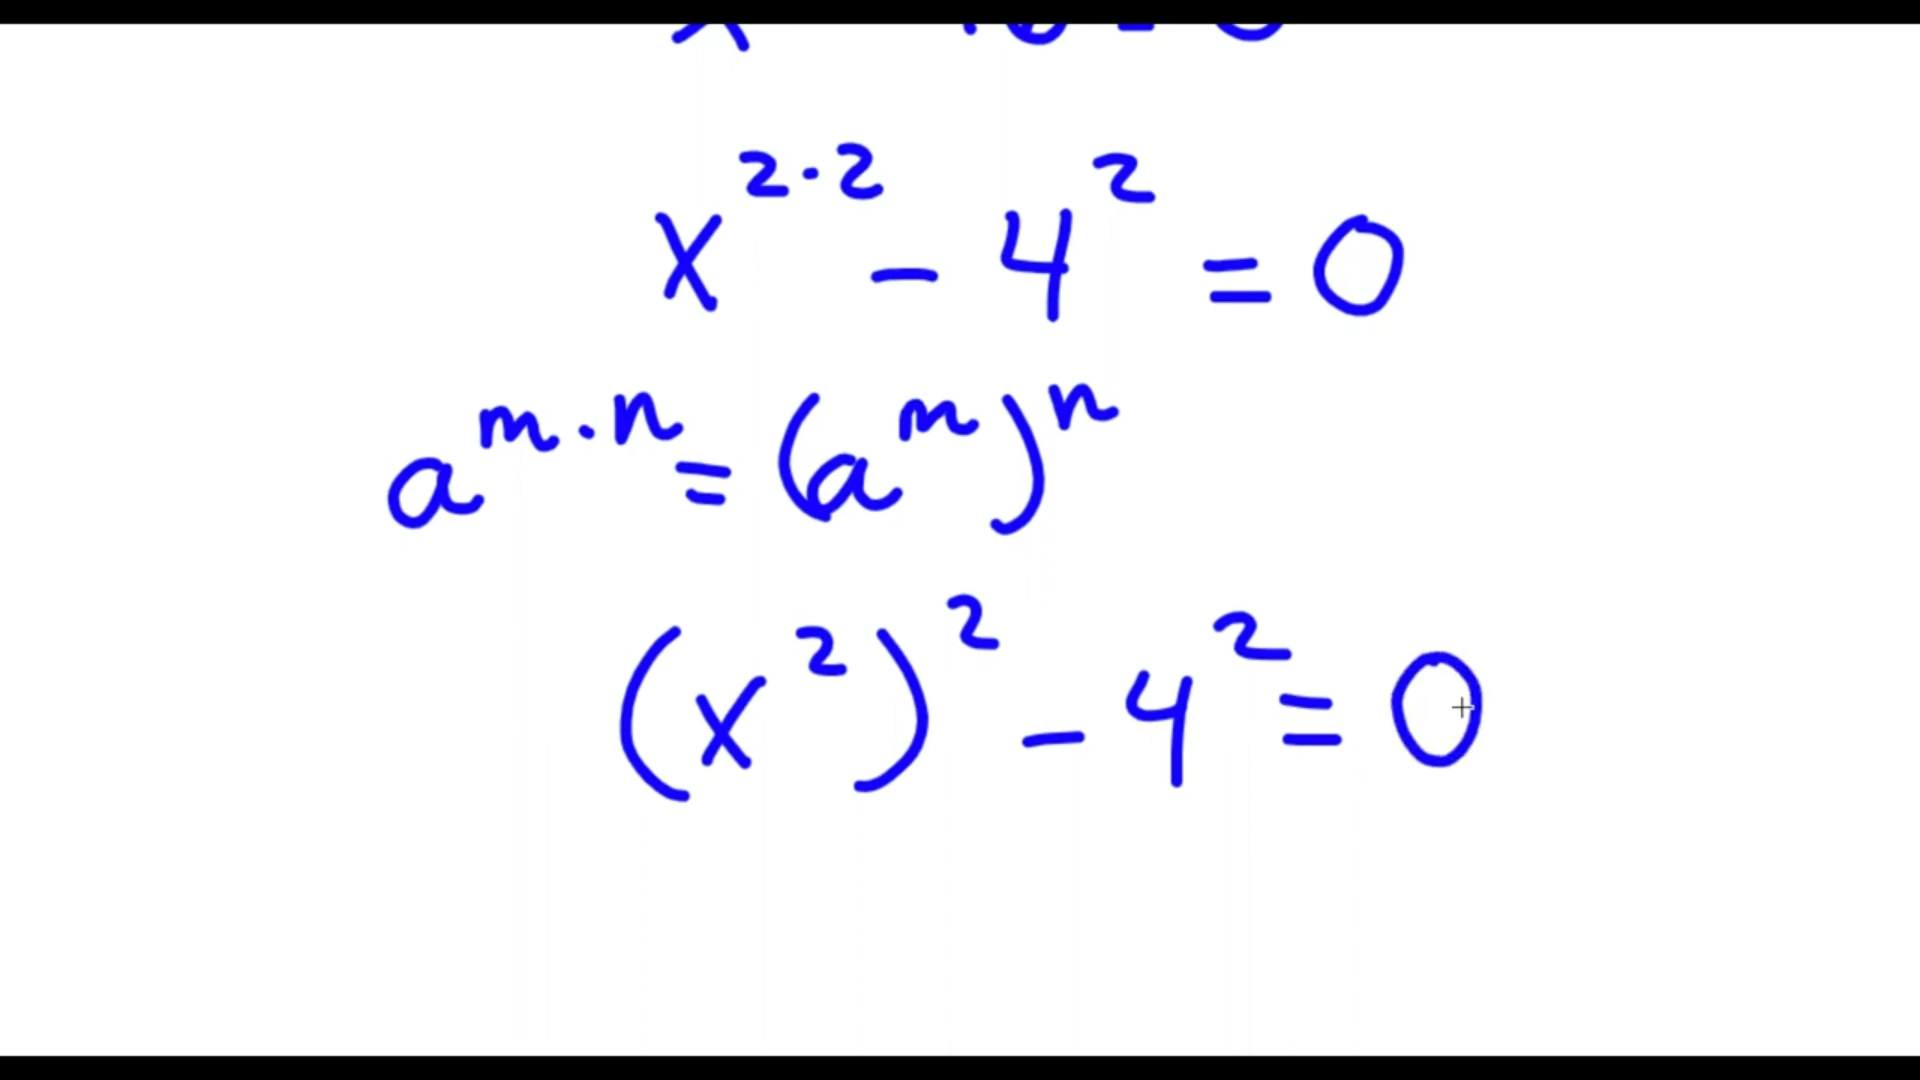 x^{2·2} - 4^2 = 0
a^{m·n} = (a^m)^n
(x^2)^2 - 4^2 = 0